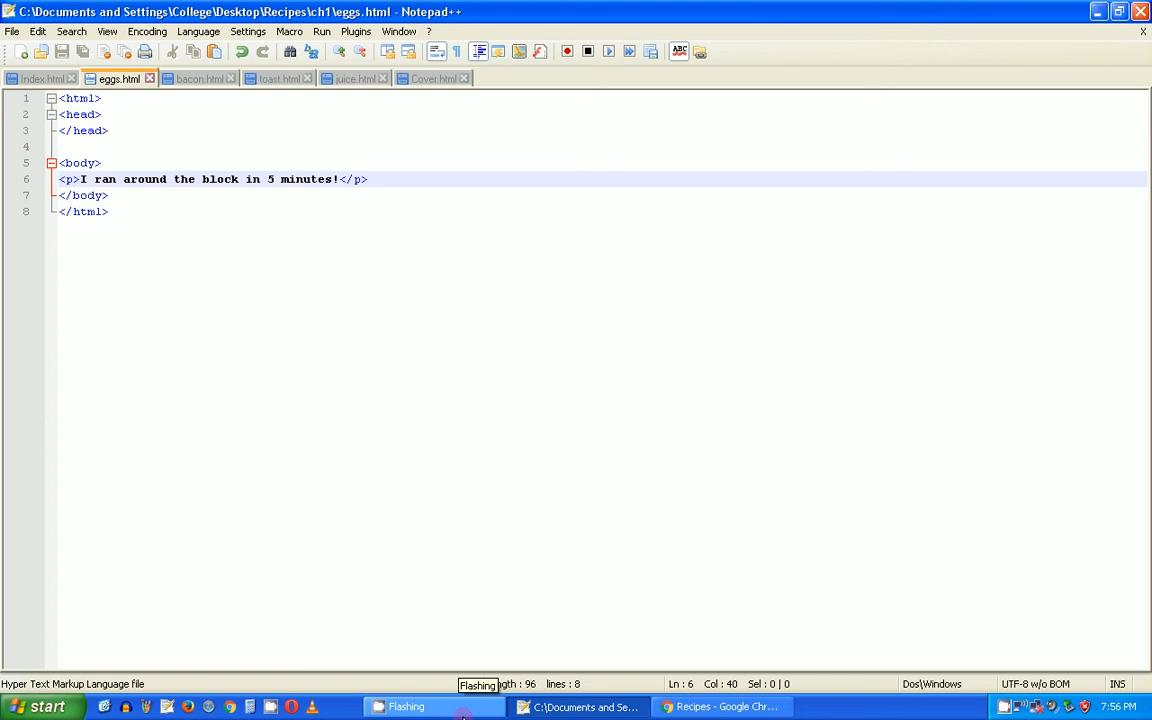 C:\Documents and Settings\College\Desktop\Recipes\ch1\eggs.html - Notepad++
File Edit Search View Encoding Language Settings Macro Run Plugins Window ? X
Index.html eggs.html bacon.html toast.html juice.html Cover.html
1 <html>
2 <head>
3 </head>
4
5 <body>
6 <p>I ran around the block in 5 minutes!</p>
7 </body>
8 </html>
Hyper Text Markup Language file ngth : 96 lines : 8 Ln : 6 Col : 40 Sel : 0 | 0 Dos\Windows UTF-8 w/o BOM INS
Flashing
start Flashing C:\Documents and Se... Recipes - Google Chr... 7:56 PM